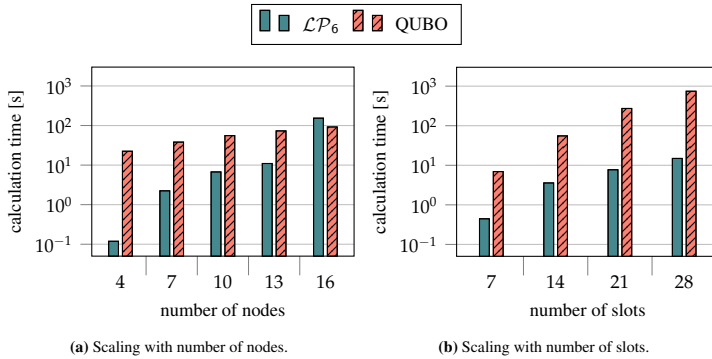 LP₆ QUBO
calculation time [s]
10³
10²
10¹
10⁰
10⁻¹
4 7 10 13 16
number of nodes
(a) Scaling with number of nodes.
calculation time [s]
10³
10²
10¹
10⁰
10⁻¹
7 14 21 28
number of slots
(b) Scaling with number of slots.